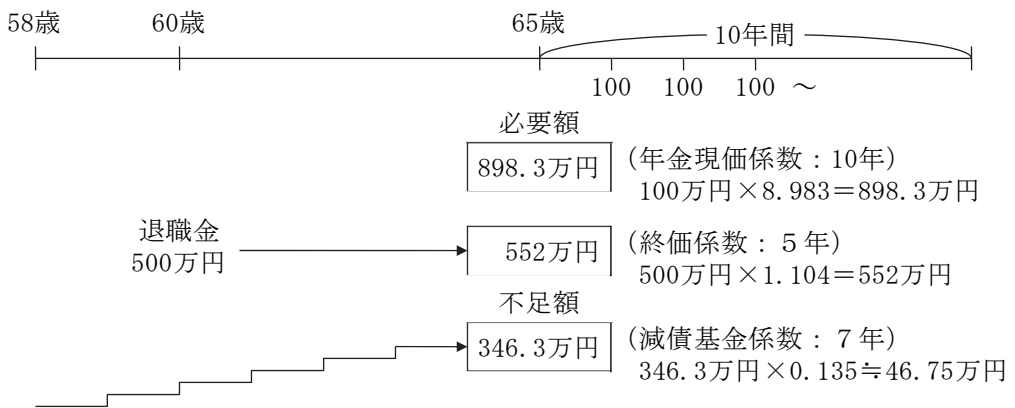 58歳 60歳 65歳
10年間
100 100 100 ～
必要額
898.3万円 (年金現価係数：10年)
100万円×8.983＝898.3万円
退職金
500万円
552万円 (終価係数：５年)
500万円×1.104＝552万円
不足額
346.3万円 (減債基金係数：７年)
346.3万円×0.135≒46.75万円